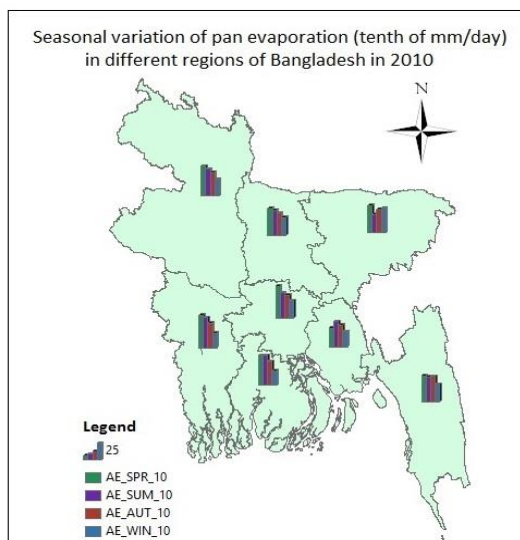 Seasonal variation of pan evaporation (tenth of mm/day)
in different regions of Bangladesh in 2010
N
Legend
25
AE_SPR_10
AE_SUM_10
AE_AUT_10
AE_WIN_10